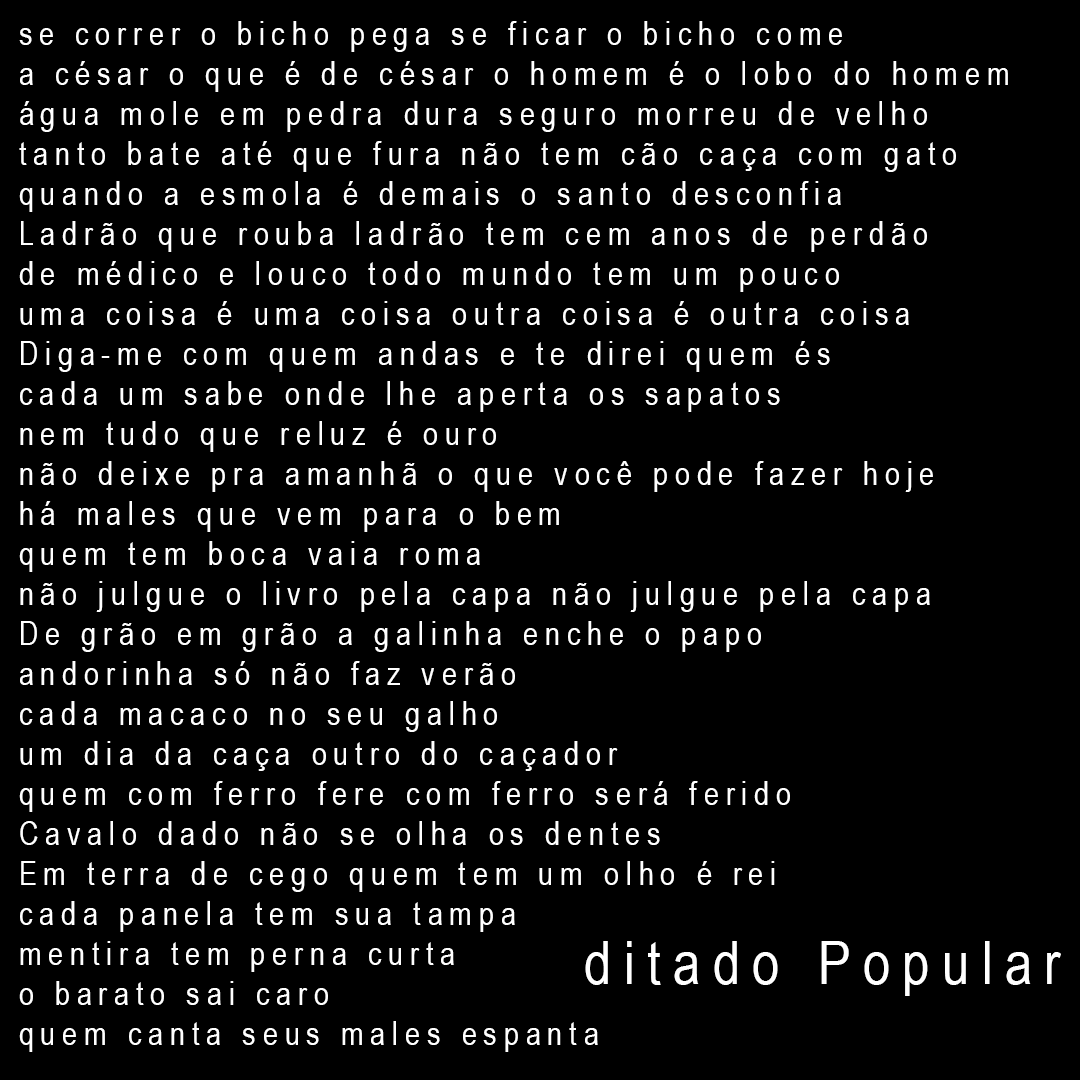 se correr o bicho pega se ficar o bicho come
a césar o que é de césar o homem é o lobo do homem
água mole em pedra dura seguro morreu de velho
tanto bate até que fura não tem cão caça com gato
quando a esmola é demais o santo desconfia
Ladrão que rouba ladrão tem cem anos de perdão
de médico e louco todo mundo tem um pouco
uma coisa é uma coisa outra coisa é outra coisa
Diga-me com quem andas e te direi quem és
cada um sabe onde lhe aperta os sapatos
nem tudo que reluz é ouro
não deixe pra amanhã o que você pode fazer hoje
há males que vem para o bem
quem tem boca vaia roma
não julgue o livro pela capa não julgue pela capa
De grão em grão a galinha enche o papo
andorinha só não faz verão
cada macaco no seu galho
um dia da caça outro do caçador
quem com ferro fere com ferro será ferido
Cavalo dado não se olha os dentes
Em terra de cego quem tem um olho é rei
cada panela tem sua tampa
mentira tem perna curta
o barato sai caro
quem canta seus males espanta
ditado Popular